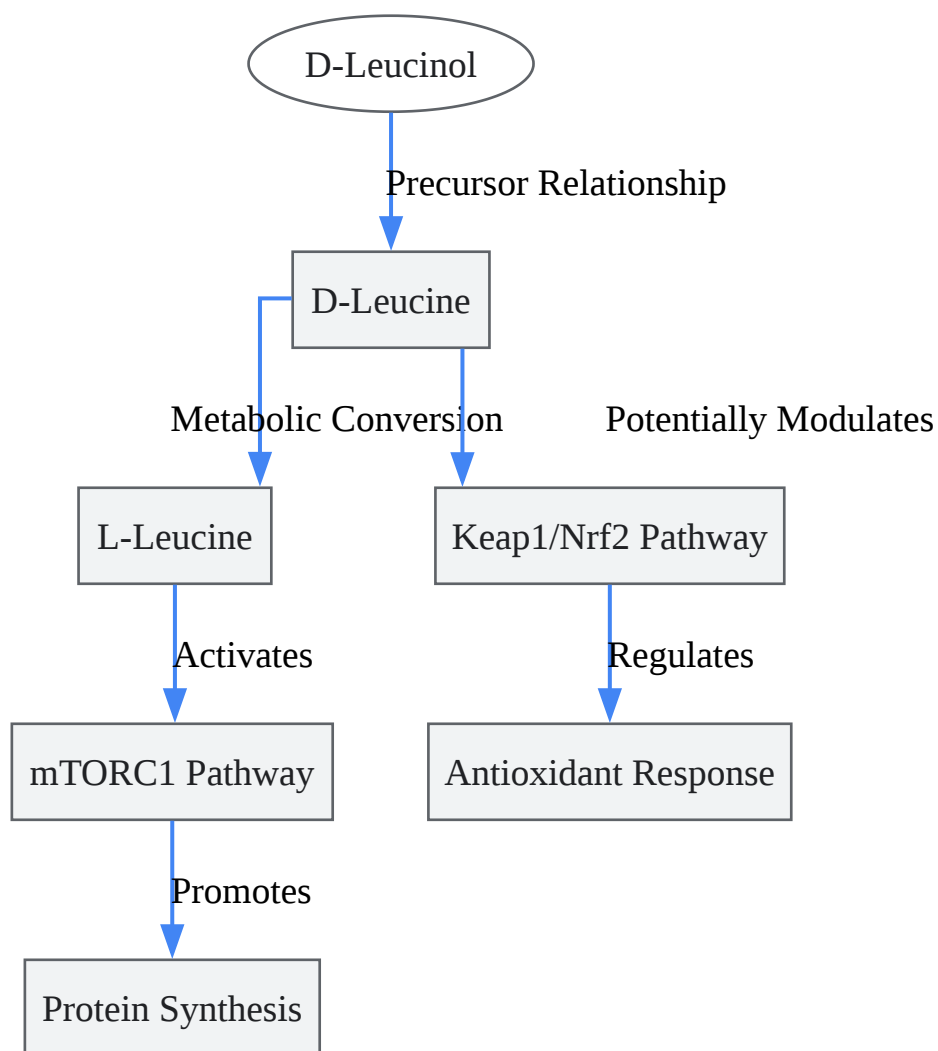 D-Leucinol
Precursor Relationship
D-Leucine
Metabolic Conversion
Potentially Modulates
L-Leucine
Keap1/Nrf2 Pathway
Activates
Regulates
mTORC1 Pathway
Antioxidant Response
Promotes
Protein Synthesis